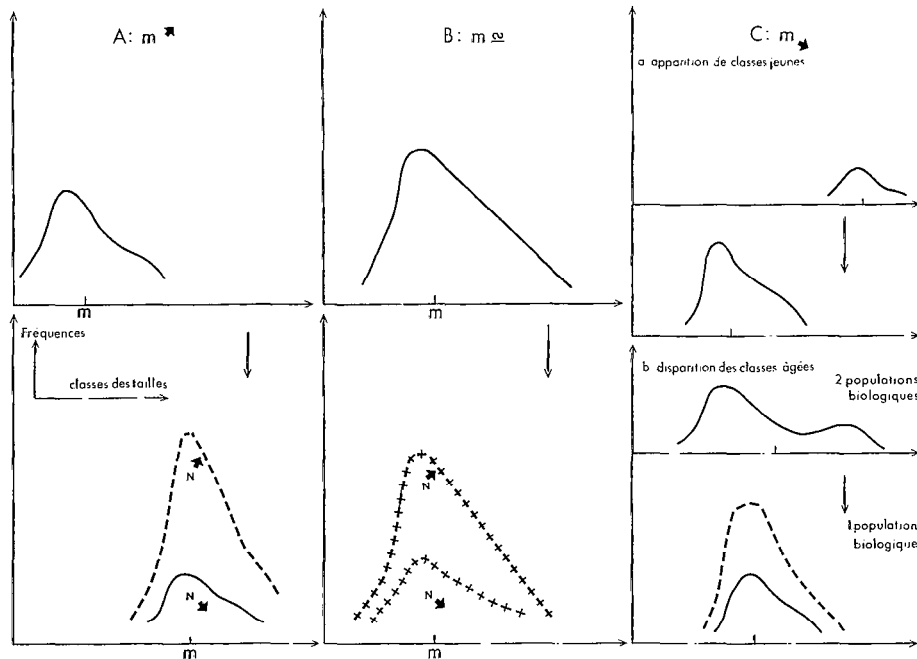 A: m
B: m ≃
C: m
a apparition de classes jeunes
m
m
Fréquences
classes des tailles
N
N
m
N
N
m
b disparition des classes âgées
2 populations
biologiques
1 population
biologique